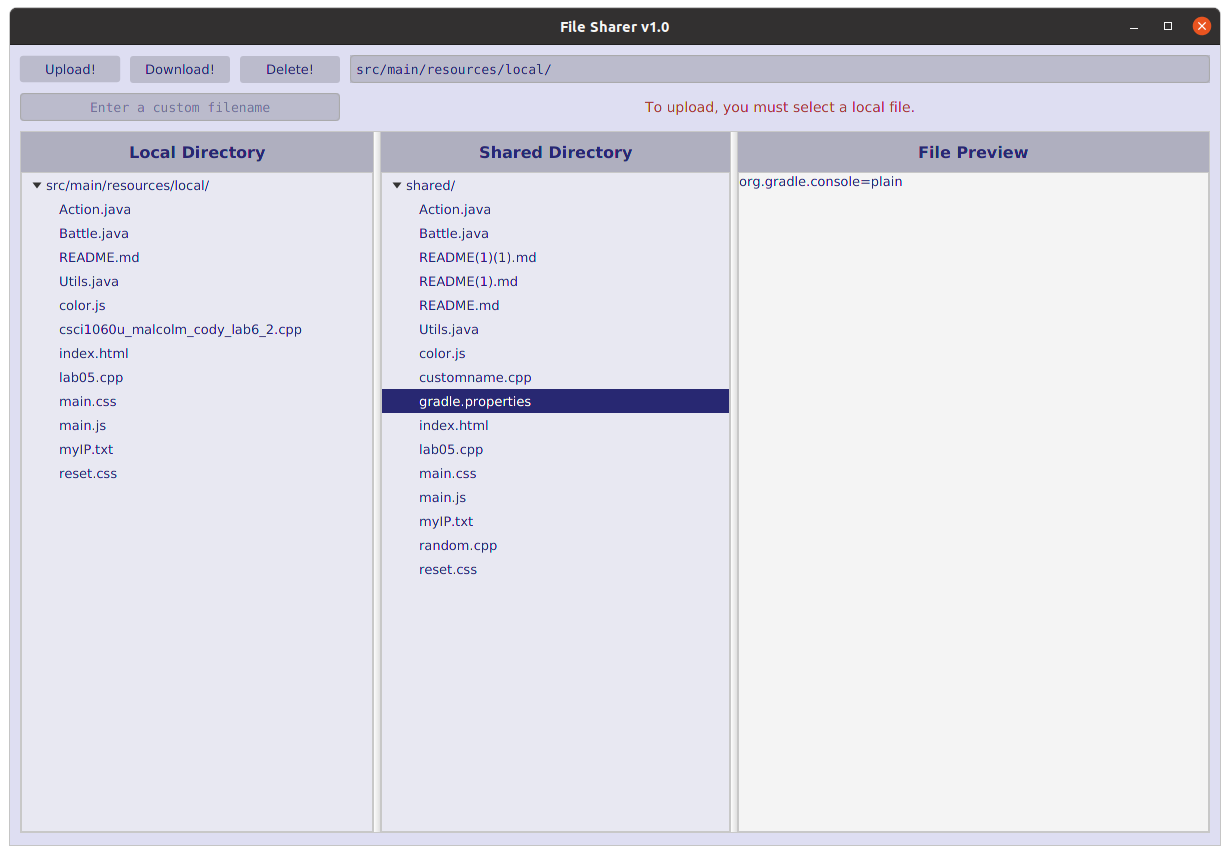 File Sharer v1.0
Upload! Download! Delete! src/main/resources/local/
Enter a custom filename To upload, you must select a local file.
Local Directory
src/main/resources/local/
Action.java
Battle.java
README.md
Utils.java
color.js
csci1060u_malcolm_cody_lab6_2.cpp
index.html
lab05.cpp
main.css
main.js
myIP.txt
reset.css
Shared Directory
shared/
Action.java
Battle.java
README(1)(1).md
README(1).md
README.md
Utils.java
color.js
customname.cpp
gradle.properties
index.html
lab05.cpp
main.css
main.js
myIP.txt
random.cpp
reset.css
File Preview
org.gradle.console=plain